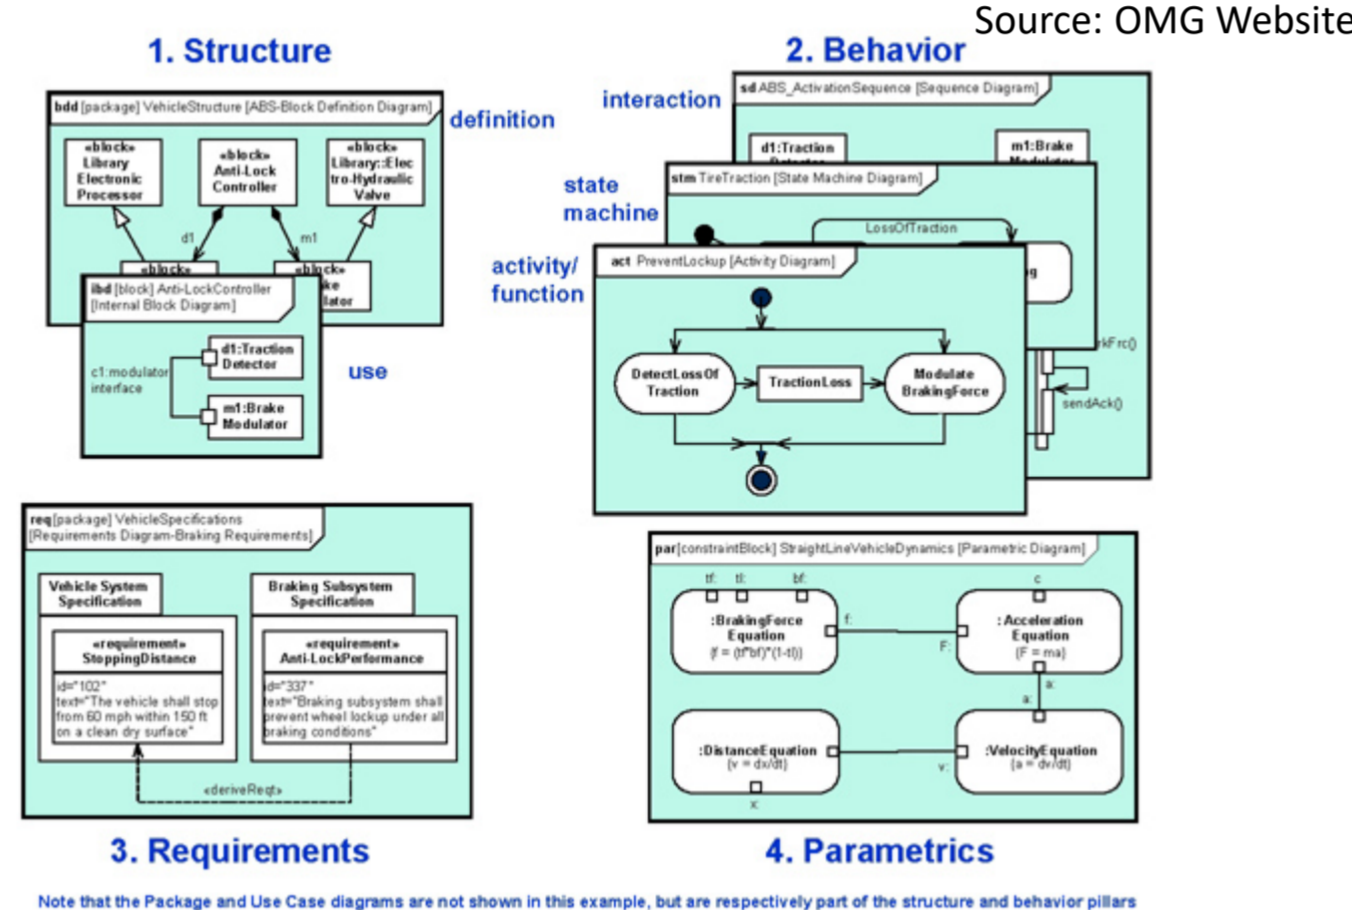 Source: OMG Website
1. Structure
2. Behavior
bdd [package] VehicleStructure [ABS-Block Definition Diagram]
definition
«block»
Library
Electronic
Processor
«block»
Anti-Lock
Controller
«block»
Library::Elec
tro-Hydraulic
Valve
d1
m1
«block»
«block»
ibd [block] Anti-LockController
[Internal Block Diagram]
d1:Traction
Detector
c1:modulator
interface
m1:Brake
Modulator
use
interaction
sd ABS_ActivationSequence [Sequence Diagram]
d1:Traction
Detector
m1:Brake
Modulator
state
machine
stm TireTraction [State Machine Diagram]
LossOfTraction
activity/
function
act PreventLockup [Activity Diagram]
DetectLossOf
Traction
TractionLoss
Modulate
BrakingForce
rkFrc()
sendAck()
req [package] VehicleSpecifications
[Requirements Diagram-Braking Requirements]
Vehicle System
Specification
Braking Subsystem
Specification
«requirement»
StoppingDistance
id="102"
text="The vehicle shall stop
from 60 mph within 150 ft
on a clean dry surface"
«requirement»
Anti-LockPerformance
id="337"
text="Braking subsystem shall
prevent wheel lockup under all
braking conditions"
«deriveReqt»
par [constraintBlock] StraightLineVehicleDynamics [Parametric Diagram]
tf: tl: bf:
:BrakingForce
Equation
{f = (tf*bf)*(1-tl)}
f:
F:
c
:Acceleration
Equation
{F = ma}
a:
a:
:DistanceEquation
{v = dx/dt}
x:
v:
:VelocityEquation
{a = dv/dt}
3. Requirements
4. Parametrics
Note that the Package and Use Case diagrams are not shown in this example, but are respectively part of the structure and behavior pillars